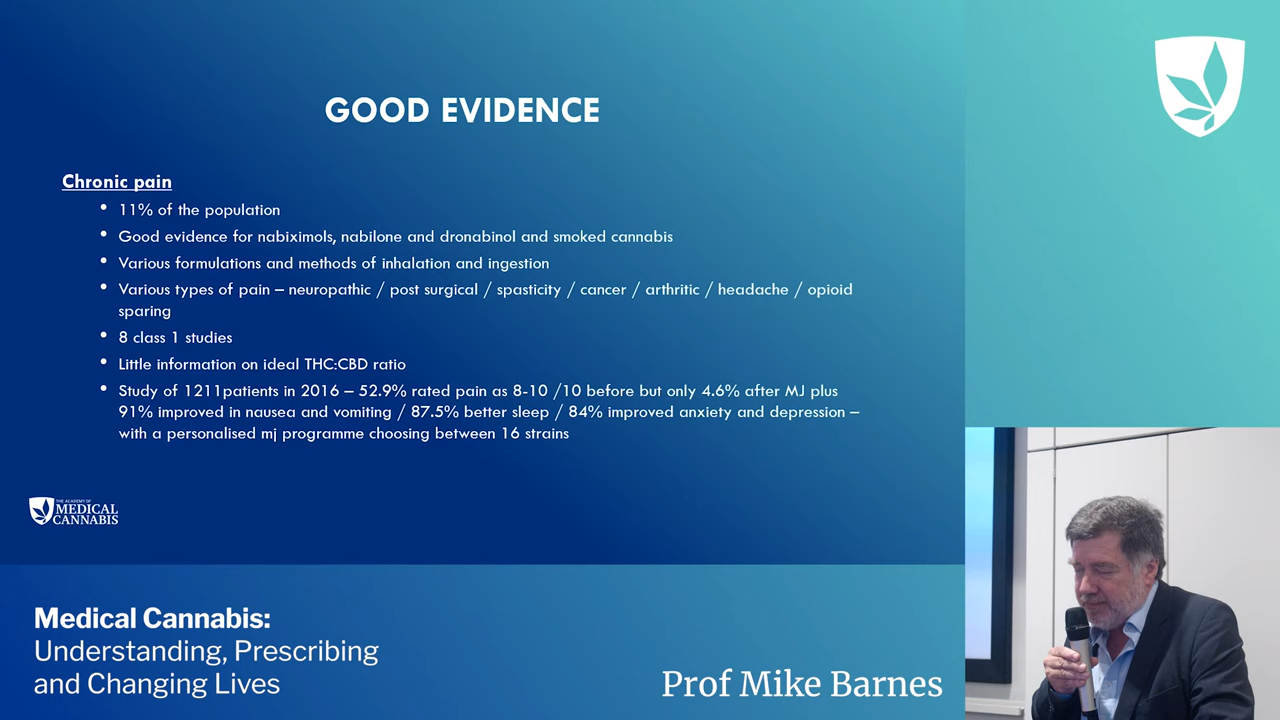 GOOD EVIDENCE
Chronic pain
• 11% of the population
• Good evidence for nabiximols, nabilone and dronabinol and smoked cannabis
• Various formulations and methods of inhalation and ingestion
• Various types of pain – neuropathic / post surgical / spasticity / cancer / arthritic / headache / opioid
sparing
• 8 class 1 studies
• Little information on ideal THC:CBD ratio
• Study of 1211patients in 2016 – 52.9% rated pain as 8-10 /10 before but only 4.6% after MJ plus
91% improved in nausea and vomiting / 87.5% better sleep / 84% improved anxiety and depression –
with a personalised mj programme choosing between 16 strains
THE ACADEMY OF
MEDICAL
CANNABIS
Medical Cannabis:
Understanding, Prescribing
and Changing Lives
Prof Mike Barnes